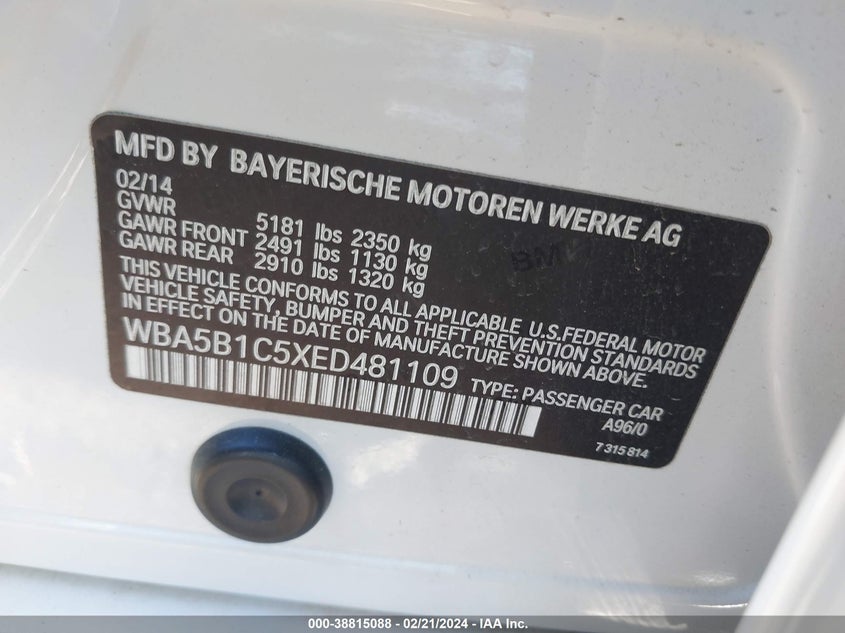 MFD BY BAYERISCHE MOTOREN WERKE AG
02/14
GVWR 5181 lbs 2350 kg
GAWR FRONT 2491 lbs 1130 kg
GAWR REAR 2910 lbs 1320 kg
THIS VEHICLE CONFORMS TO ALL APPLICABLE U.S.FEDERAL MOTOR
VEHICLE SAFETY, BUMPER AND THEFT PREVENTION STANDARDS
IN EFFECT ON THE DATE OF MANUFACTURE SHOWN ABOVE.
WBA5B1C5XED481109 TYPE: PASSENGER CAR
A96/0
7 315 814
000-38815088 - 02/21/2024 - IAA Inc.